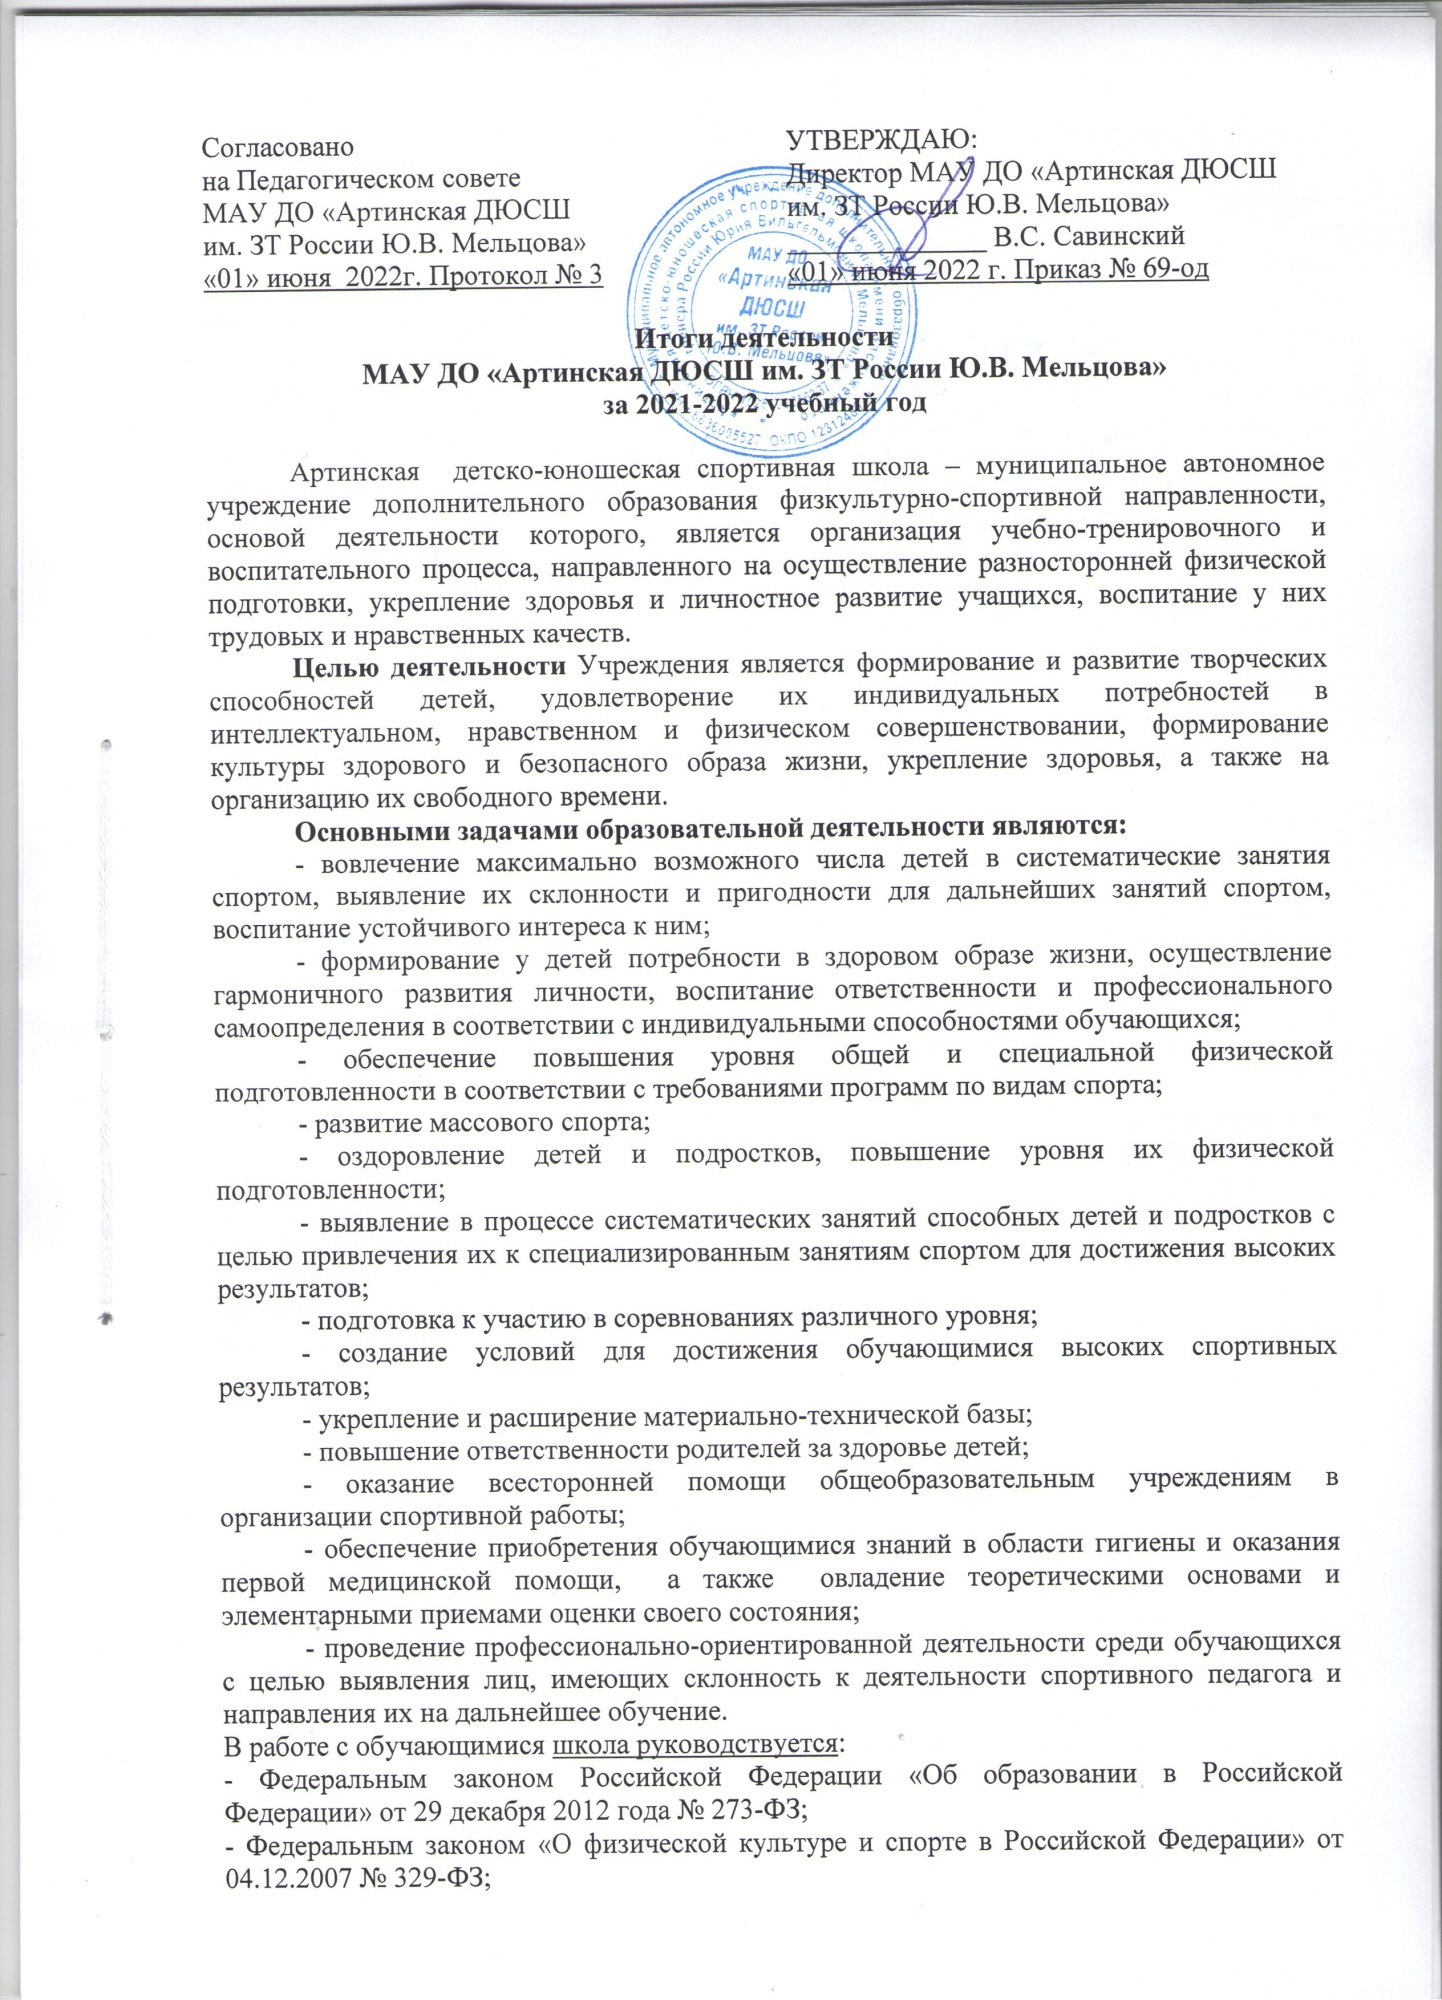 Согласовано
на Педагогическом совете
МАУ ДО «Артинская ДЮСШ
им. ЗТ России Ю.В. Мельцова»
«01» июня 2022г. Протокол № 3
УТВЕРЖДАЮ:
Директор МАУ ДО «Артинская ДЮСШ
им. ЗТ России Ю.В. Мельцова»
______________ В.С. Савинский
«01» июня 2022 г. Приказ № 69-од
МАУ ДО
«Артинская
ДЮСШ
им. ЗТ России
Ю.В. Мельцова»
Итоги деятельности
МАУ ДО «Артинская ДЮСШ им. ЗТ России Ю.В. Мельцова»
за 2021-2022 учебный год
Артинская детско-юношеская спортивная школа – муниципальное автономное
учреждение дополнительного образования физкультурно-спортивной направленности,
основой деятельности которого, является организация учебно-тренировочного и
воспитательного процесса, направленного на осуществление разносторонней физической
подготовки, укрепление здоровья и личностное развитие учащихся, воспитание у них
трудовых и нравственных качеств.
Целью деятельности Учреждения является формирование и развитие творческих
способностей детей, удовлетворение их индивидуальных потребностей в
интеллектуальном, нравственном и физическом совершенствовании, формирование
культуры здорового и безопасного образа жизни, укрепление здоровья, а также на
организацию их свободного времени.
Основными задачами образовательной деятельности являются:
- вовлечение максимально возможного числа детей в систематические занятия
спортом, выявление их склонности и пригодности для дальнейших занятий спортом,
воспитание устойчивого интереса к ним;
- формирование у детей потребности в здоровом образе жизни, осуществление
гармоничного развития личности, воспитание ответственности и профессионального
самоопределения в соответствии с индивидуальными способностями обучающихся;
- обеспечение повышения уровня общей и специальной физической
подготовленности в соответствии с требованиями программ по видам спорта;
- развитие массового спорта;
- оздоровление детей и подростков, повышение уровня их физической
подготовленности;
- выявление в процессе систематических занятий способных детей и подростков с
целью привлечения их к специализированным занятиям спортом для достижения высоких
результатов;
- подготовка к участию в соревнованиях различного уровня;
- создание условий для достижения обучающимися высоких спортивных
результатов;
- укрепление и расширение материально-технической базы;
- повышение ответственности родителей за здоровье детей;
- оказание всесторонней помощи общеобразовательным учреждениям в
организации спортивной работы;
- обеспечение приобретения обучающимися знаний в области гигиены и оказания
первой медицинской помощи, а также овладение теоретическими основами и
элементарными приемами оценки своего состояния;
- проведение профессионально-ориентированной деятельности среди обучающихся
с целью выявления лиц, имеющих склонность к деятельности спортивного педагога и
направления их на дальнейшее обучение.
В работе с обучающимися школа руководствуется:
- Федеральным законом Российской Федерации «Об образовании в Российской
Федерации» от 29 декабря 2012 года № 273-ФЗ;
- Федеральным законом «О физической культуре и спорте в Российской Федерации» от
04.12.2007 № 329-ФЗ;